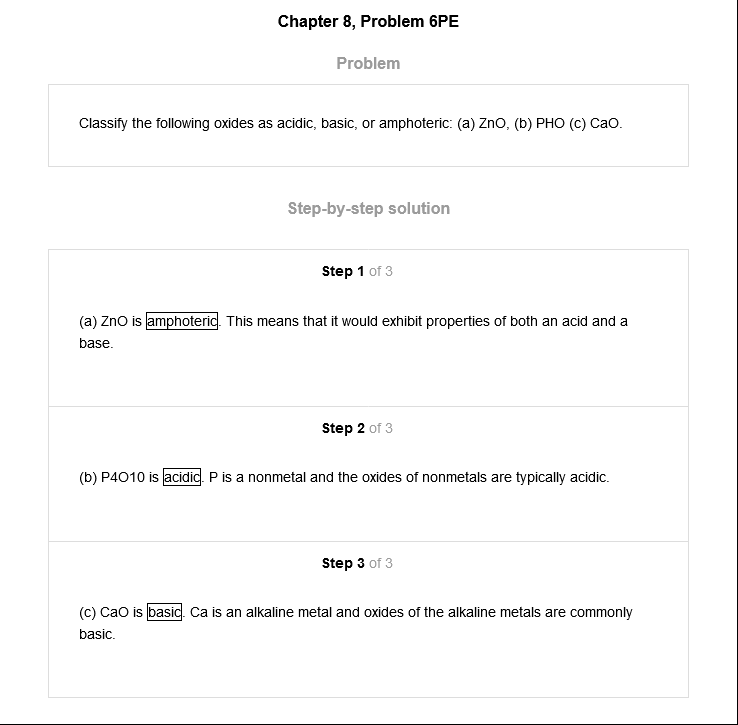 Chapter 8, Problem 6PE
Problem
Classify the following oxides as acidic, basic, or amphoteric: (a) ZnO, (b) PHO (c) CaO.
Step-by-step solution
Step 1 of 3
(a) ZnO is amphoteric. This means that it would exhibit properties of both an acid and a
base.
Step 2 of 3
(b) P4O10 is acidic. P is a nonmetal and the oxides of nonmetals are typically acidic.
Step 3 of 3
(c) CaO is basic. Ca is an alkaline metal and oxides of the alkaline metals are commonly
basic.